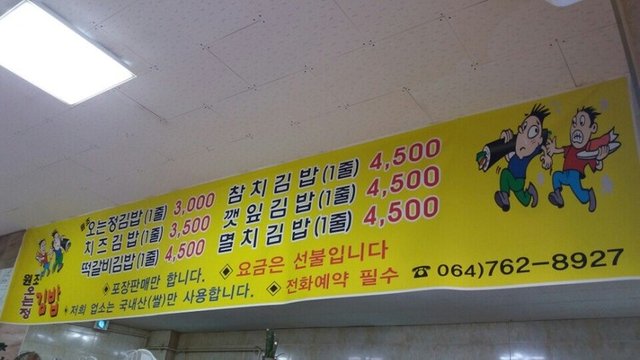 원조 오는정김밥(1줄) 3,000 참치김밥(1줄) 4,500
치즈김밥(1줄) 3,500 깻잎김밥(1줄) 4,500
떡갈비김밥(1줄) 4,500 멸치김밥(1줄) 4,500
포장판매만 합니다. 요금은 선불입니다
저희 업소는 국내산(쌀)만 사용합니다. 전화예약 필수
☎ 064)762-8927
원조
오는정
김밥